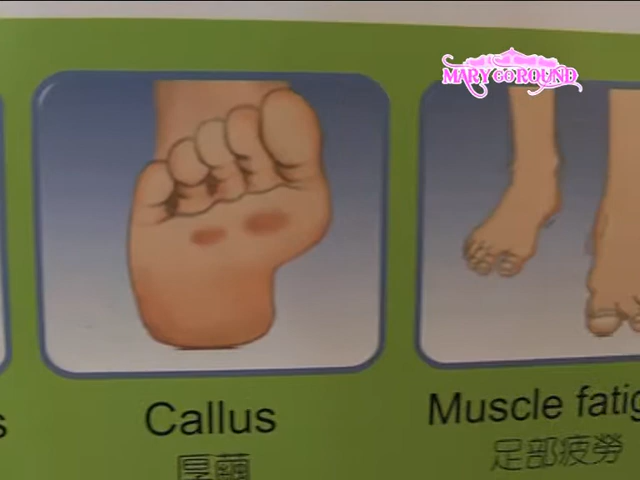 MARY GO ROUND
Callus
厚繭
Muscle fatig
足部疲勞
s